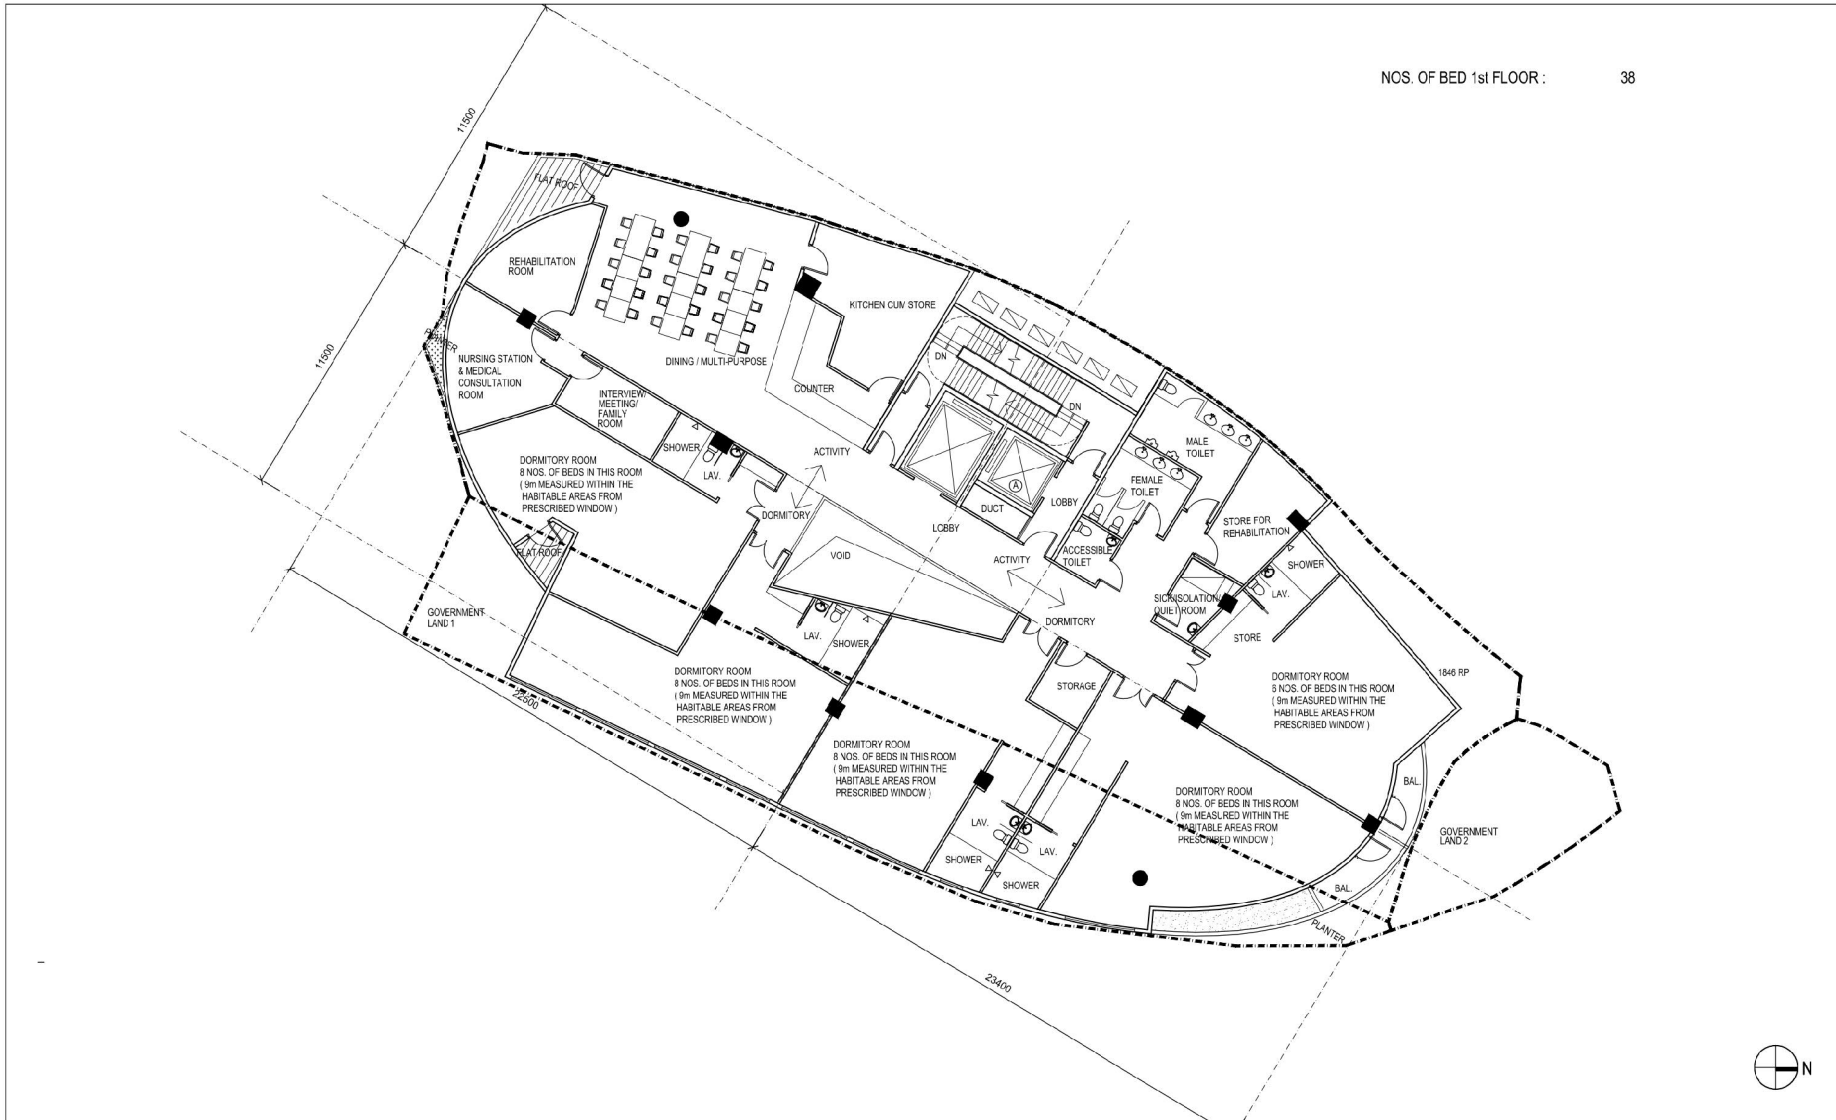 NOS. OF BED 1st FLOOR : 38
11500
FLAT ROOF
REHABILITATION
ROOM
KITCHEN CUM STORE
11500
PLANTER
NURSING STATION
& MEDICAL
CONSULTATION
ROOM
DINING / MULTI-PURPOSE
DN
COUNTER
INTERVIEW/
MEETING/
FAMILY
ROOM
DN
SHOWER
LAV.
ACTIVITY
MALE
TOILET
DORMITORY ROOM
8 NOS. OF BEDS IN THIS ROOM
( 9m MEASURED WITHIN THE
HABITABLE AREAS FROM
PRESCRIBED WINDOW )
FEMALE
TOILET
A
DUCT
LOBBY
DORMITORY
LOBBY
STORE FOR
REHABILITATION
FLAT ROOF
VOID
ACTIVITY
ACCESSIBLE
TOILET
SHOWER
LAV.
GOVERNMENT
LAND 1
SICK/ISOLATION/
QUIET ROOM
DORMITORY
LAV.
SHOWER
STORE
DORMITORY ROOM
8 NOS. OF BEDS IN THIS ROOM
( 9m MEASURED WITHIN THE
HABITABLE AREAS FROM
PRESCRIBED WINDOW )
22500
STORAGE
DORMITORY ROOM
6 NOS. OF BEDS IN THIS ROOM
( 9m MEASURED WITHIN THE
HABITABLE AREAS FROM
PRESCRIBED WINDOW )
1846 RP
DORMITORY ROOM
8 NOS. OF BEDS IN THIS ROOM
( 9m MEASURED WITHIN THE
HABITABLE AREAS FROM
PRESCRIBED WINDOW )
DORMITORY ROOM
8 NOS. OF BEDS IN THIS ROOM
( 9m MEASURED WITHIN THE
HABITABLE AREAS FROM
PRESCRIBED WINDOW )
BAL.
LAV.
LAV.
SHOWER
SHOWER
GOVERNMENT
LAND 2
BAL.
PLANTER
23400
N